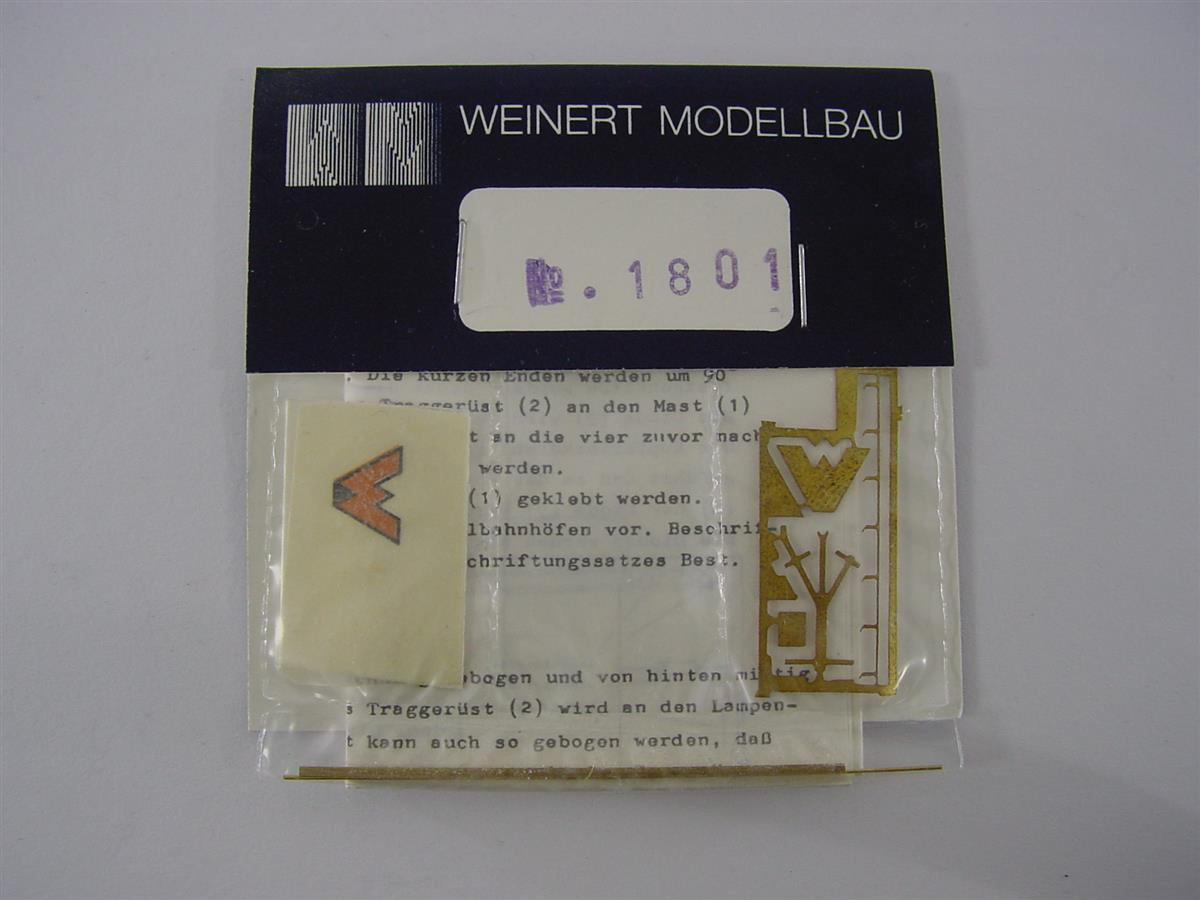 WEINERT MODELLBAU
№. 1801
. Die kurzen Enden werden um 90°
Traggerüst (2) an den Mast (1)
t an die vier zuvor nach
werden.
(1) geklebt werden.
lbahnhöfen vor. Beschrif-
chriftungssatzes Best.
ebogen und von hinten mittig
s Traggerüst (2) wird an den Lampen-
t kann auch so gebogen werden, daß